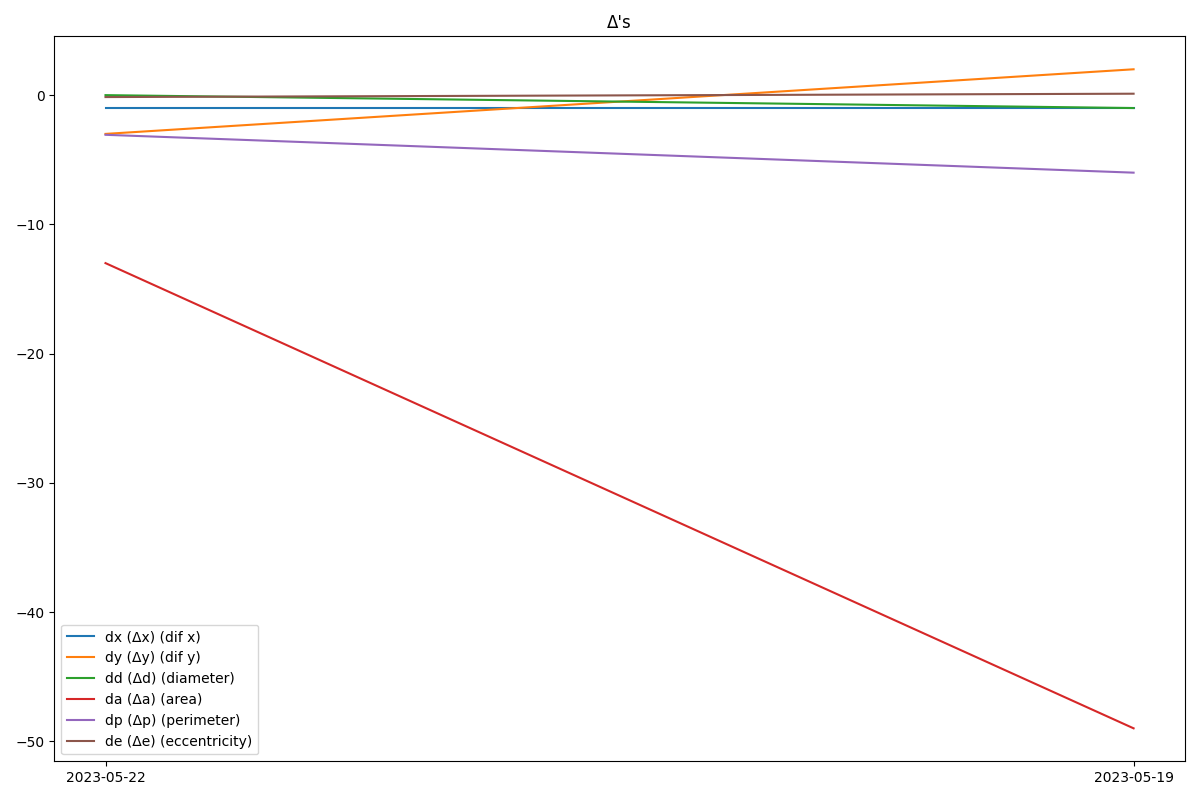 Δ's
0
−10
−20
−30
−40
−50
dx (Δx) (dif x)
dy (Δy) (dif y)
dd (Δd) (diameter)
da (Δa) (area)
dp (Δp) (perimeter)
de (Δe) (eccentricity)
2023-05-22
2023-05-19